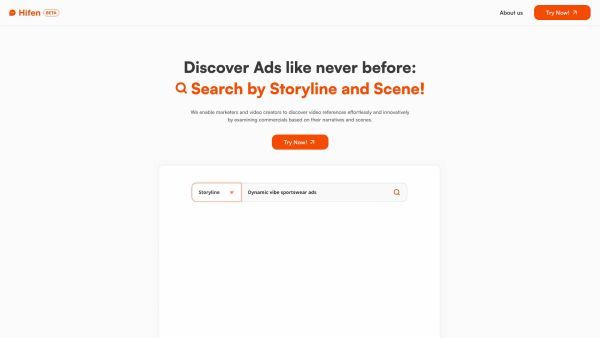 Hifen BETA
About us
Try Now!
Discover Ads like never before:
Search by Storyline and Scene!
We enable marketers and video creators to discover video references effortlessly and innovatively
by examining commercials based on their narratives and scenes.
Try Now!
Storyline
Dynamic vibe sportswear ads